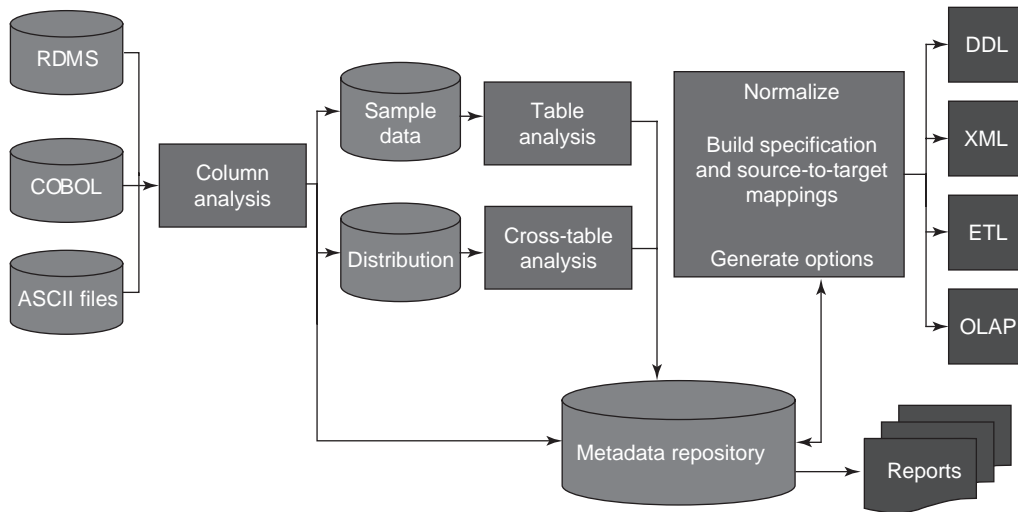 RDMS
COBOL
ASCII files
Column
analysis
Sample
data
Distribution
Table
analysis
Cross-table
analysis
Metadata repository
Normalize
Build specification
and source-to-target
mappings
Generate options
DDL
XML
ETL
OLAP
Reports